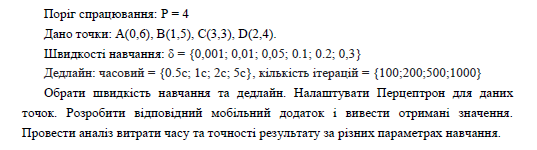 Поріг спрацювання: P = 4
Дано точки: A(0,6), B(1,5), C(3,3), D(2,4).
Швидкості навчання: δ = {0,001; 0,01; 0,05; 0.1; 0.2; 0,3}
Дедлайн: часовий = {0.5с; 1с; 2с; 5с}, кількість ітерацій = {100;200;500;1000}
Обрати швидкість навчання та дедлайн. Налаштувати Перцептрон для даних
точок. Розробити відповідний мобільний додаток і вивести отримані значення.
Провести аналіз витрати часу та точності результату за різних параметрах навчання.